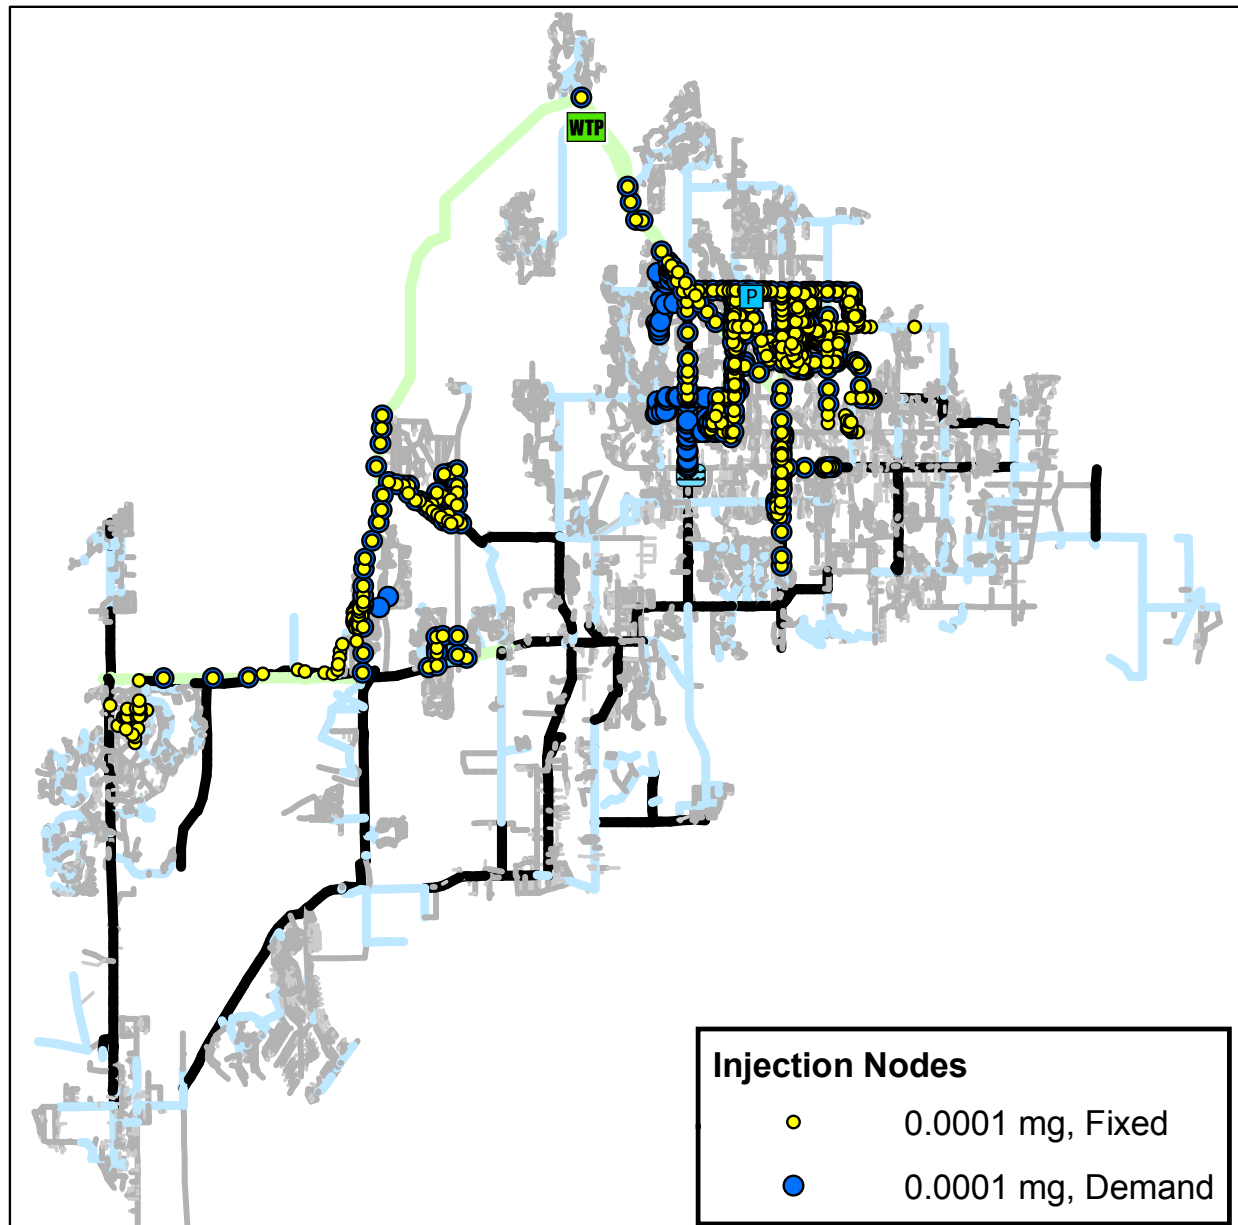 WTP
P
Injection Nodes
0.0001 mg, Fixed
0.0001 mg, Demand